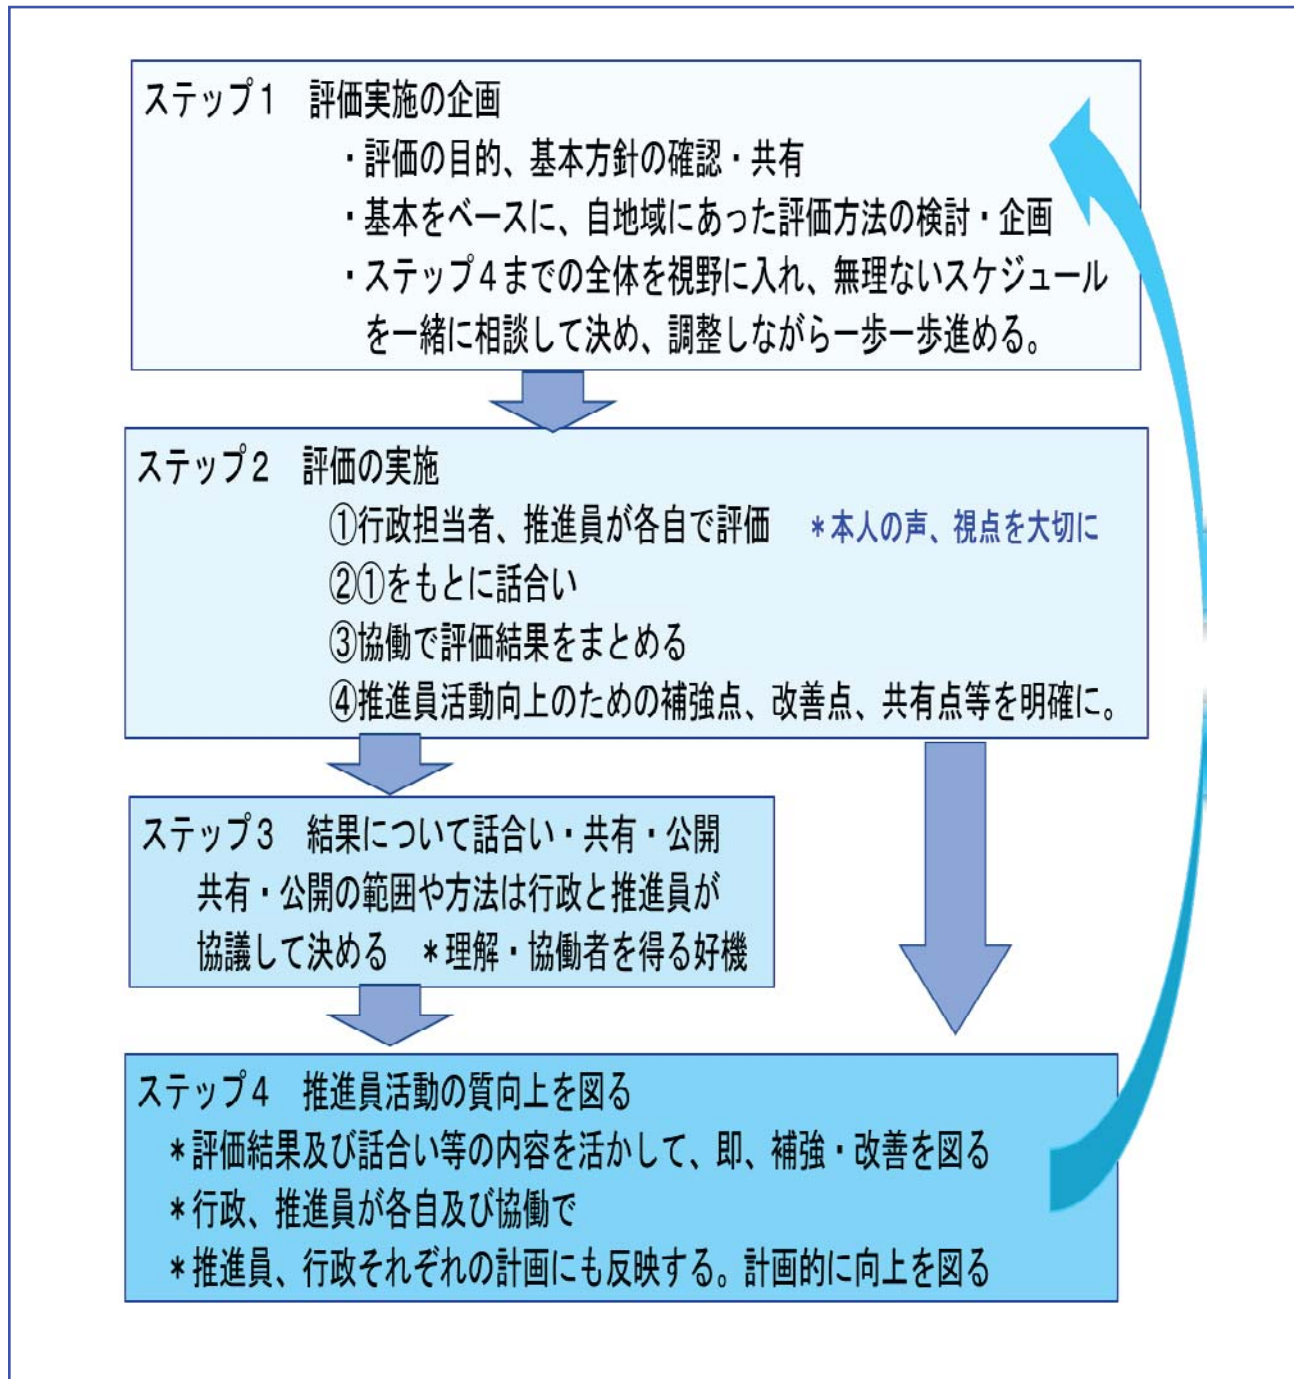 ステップ1　評価実施の企画
・評価の目的、基本方針の確認・共有
・基本をベースに、自地域にあった評価方法の検討・企画
・ステップ4までの全体を視野に入れ、無理ないスケジュール
を一緒に相談して決め、調整しながら一歩一歩進める。
ステップ2　評価の実施
①行政担当者、推進員が各自で評価　＊本人の声、視点を大切に
②①をもとに話合い
③協働で評価結果をまとめる
④推進員活動向上のための補強点、改善点、共有点等を明確に。
ステップ3　結果について話合い・共有・公開
共有・公開の範囲や方法は行政と推進員が
協議して決める　＊理解・協働者を得る好機
ステップ4　推進員活動の質向上を図る
＊評価結果及び話合い等の内容を活かして、即、補強・改善を図る
＊行政、推進員が各自及び協働で
＊推進員、行政それぞれの計画にも反映する。計画的に向上を図る